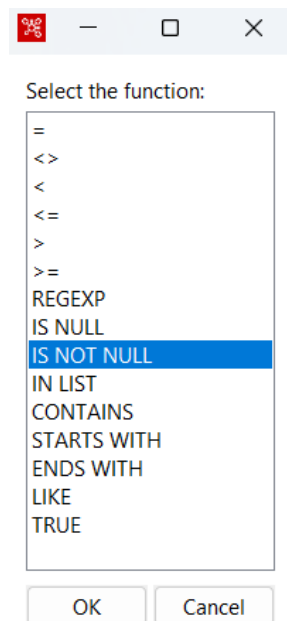 Select the function:
=
<>
<
<=
>
>=
REGEXP
IS NULL
IS NOT NULL
IN LIST
CONTAINS
STARTS WITH
ENDS WITH
LIKE
TRUE
OK
Cancel